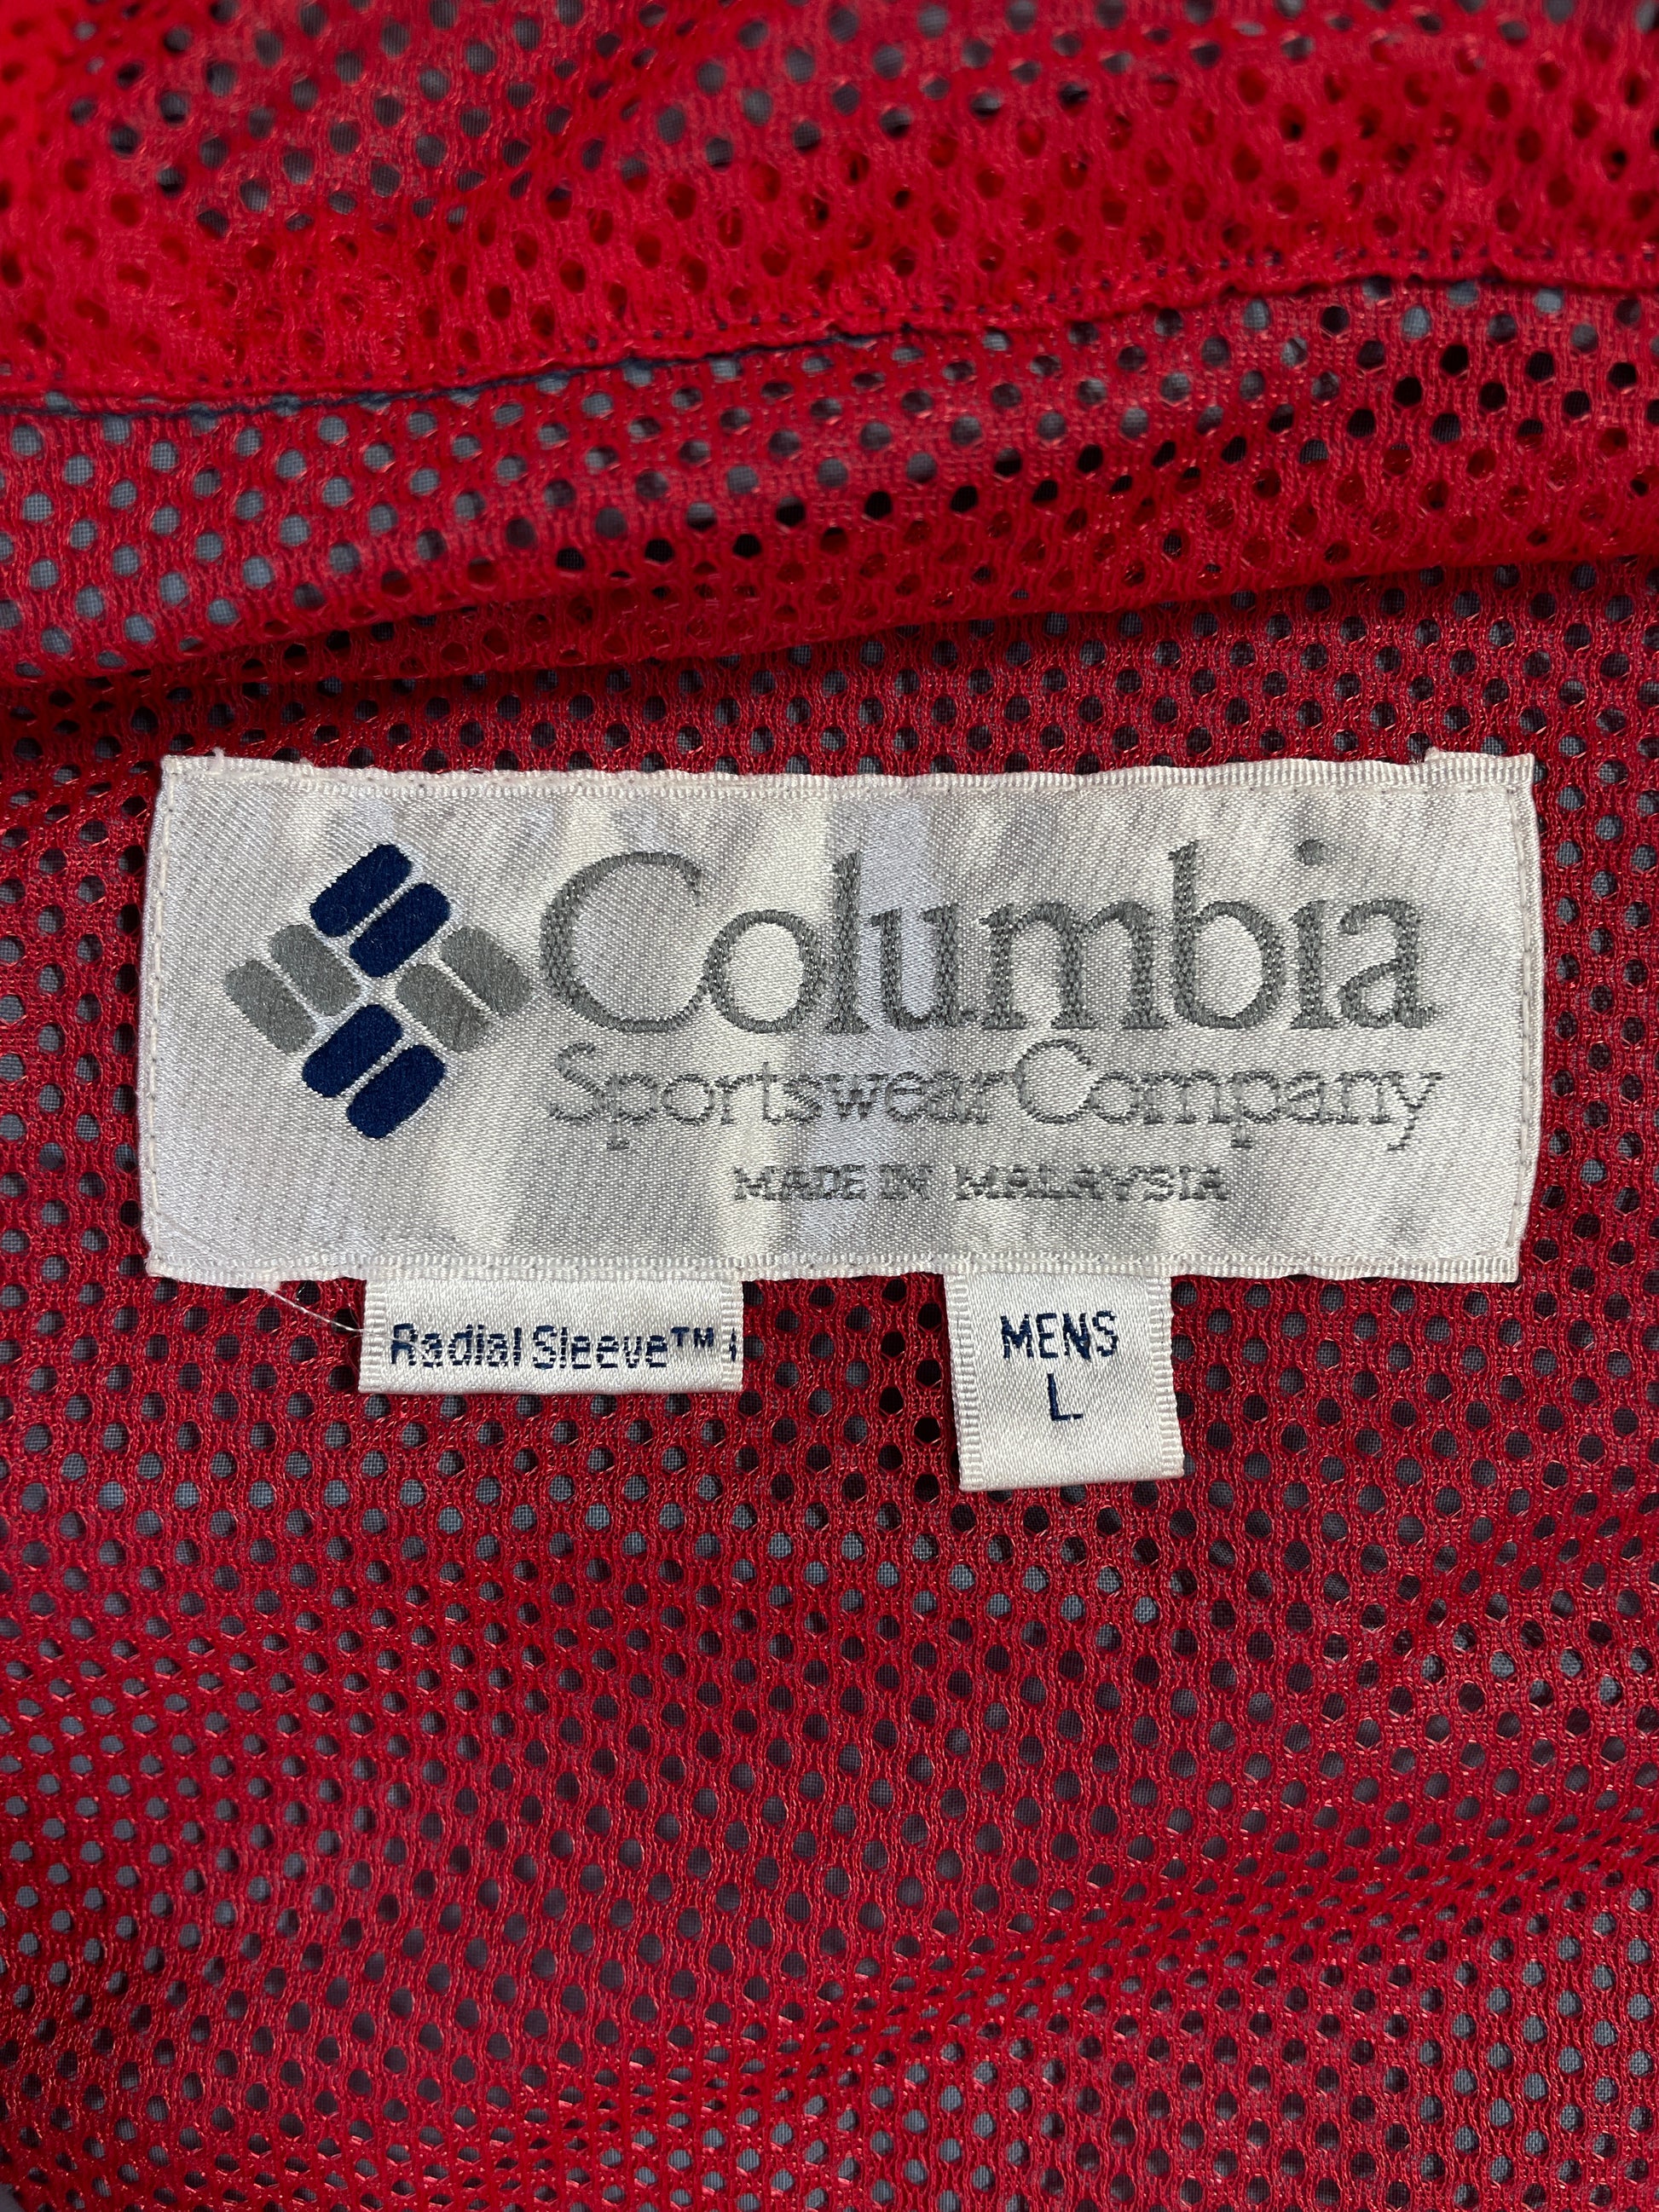 Columbia
Sportswear Company
MADE IN MALAYSIA
Radial Sleeve™
MENS
L